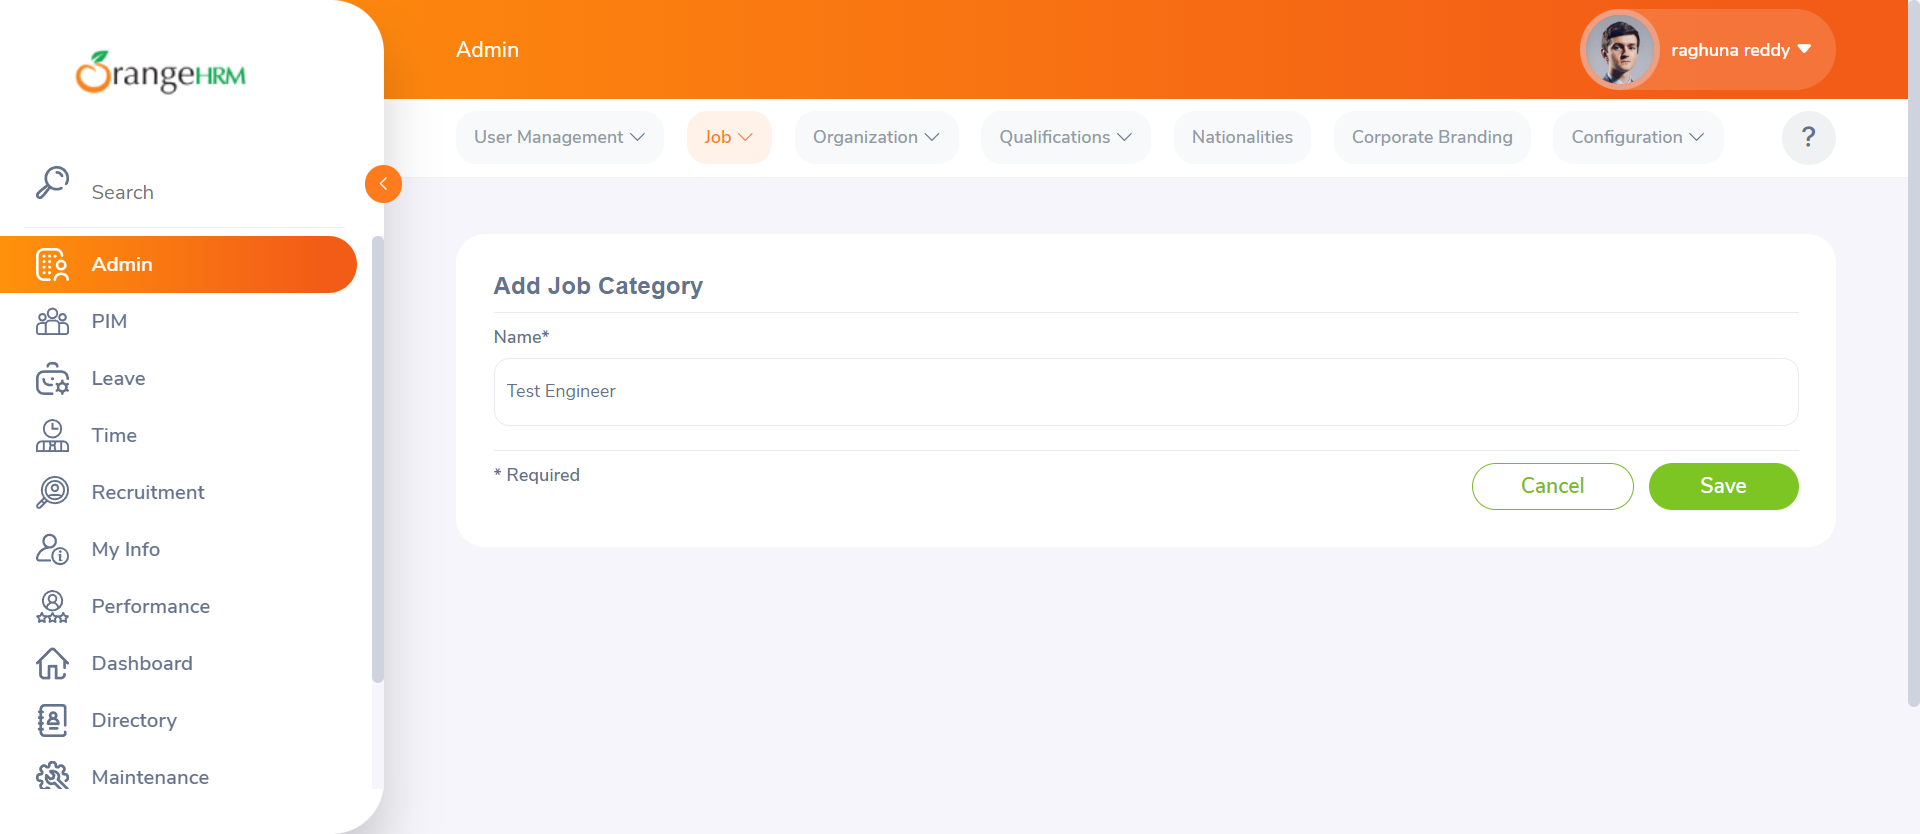 OrangeHRM
Admin
raghuna reddy
User Management
Job
Organization
Qualifications
Nationalities
Corporate Branding
Configuration
?
Search
Admin
PIM
Leave
Time
Recruitment
My Info
Performance
Dashboard
Directory
Maintenance
Add Job Category
Name*
Test Engineer
* Required
Cancel
Save